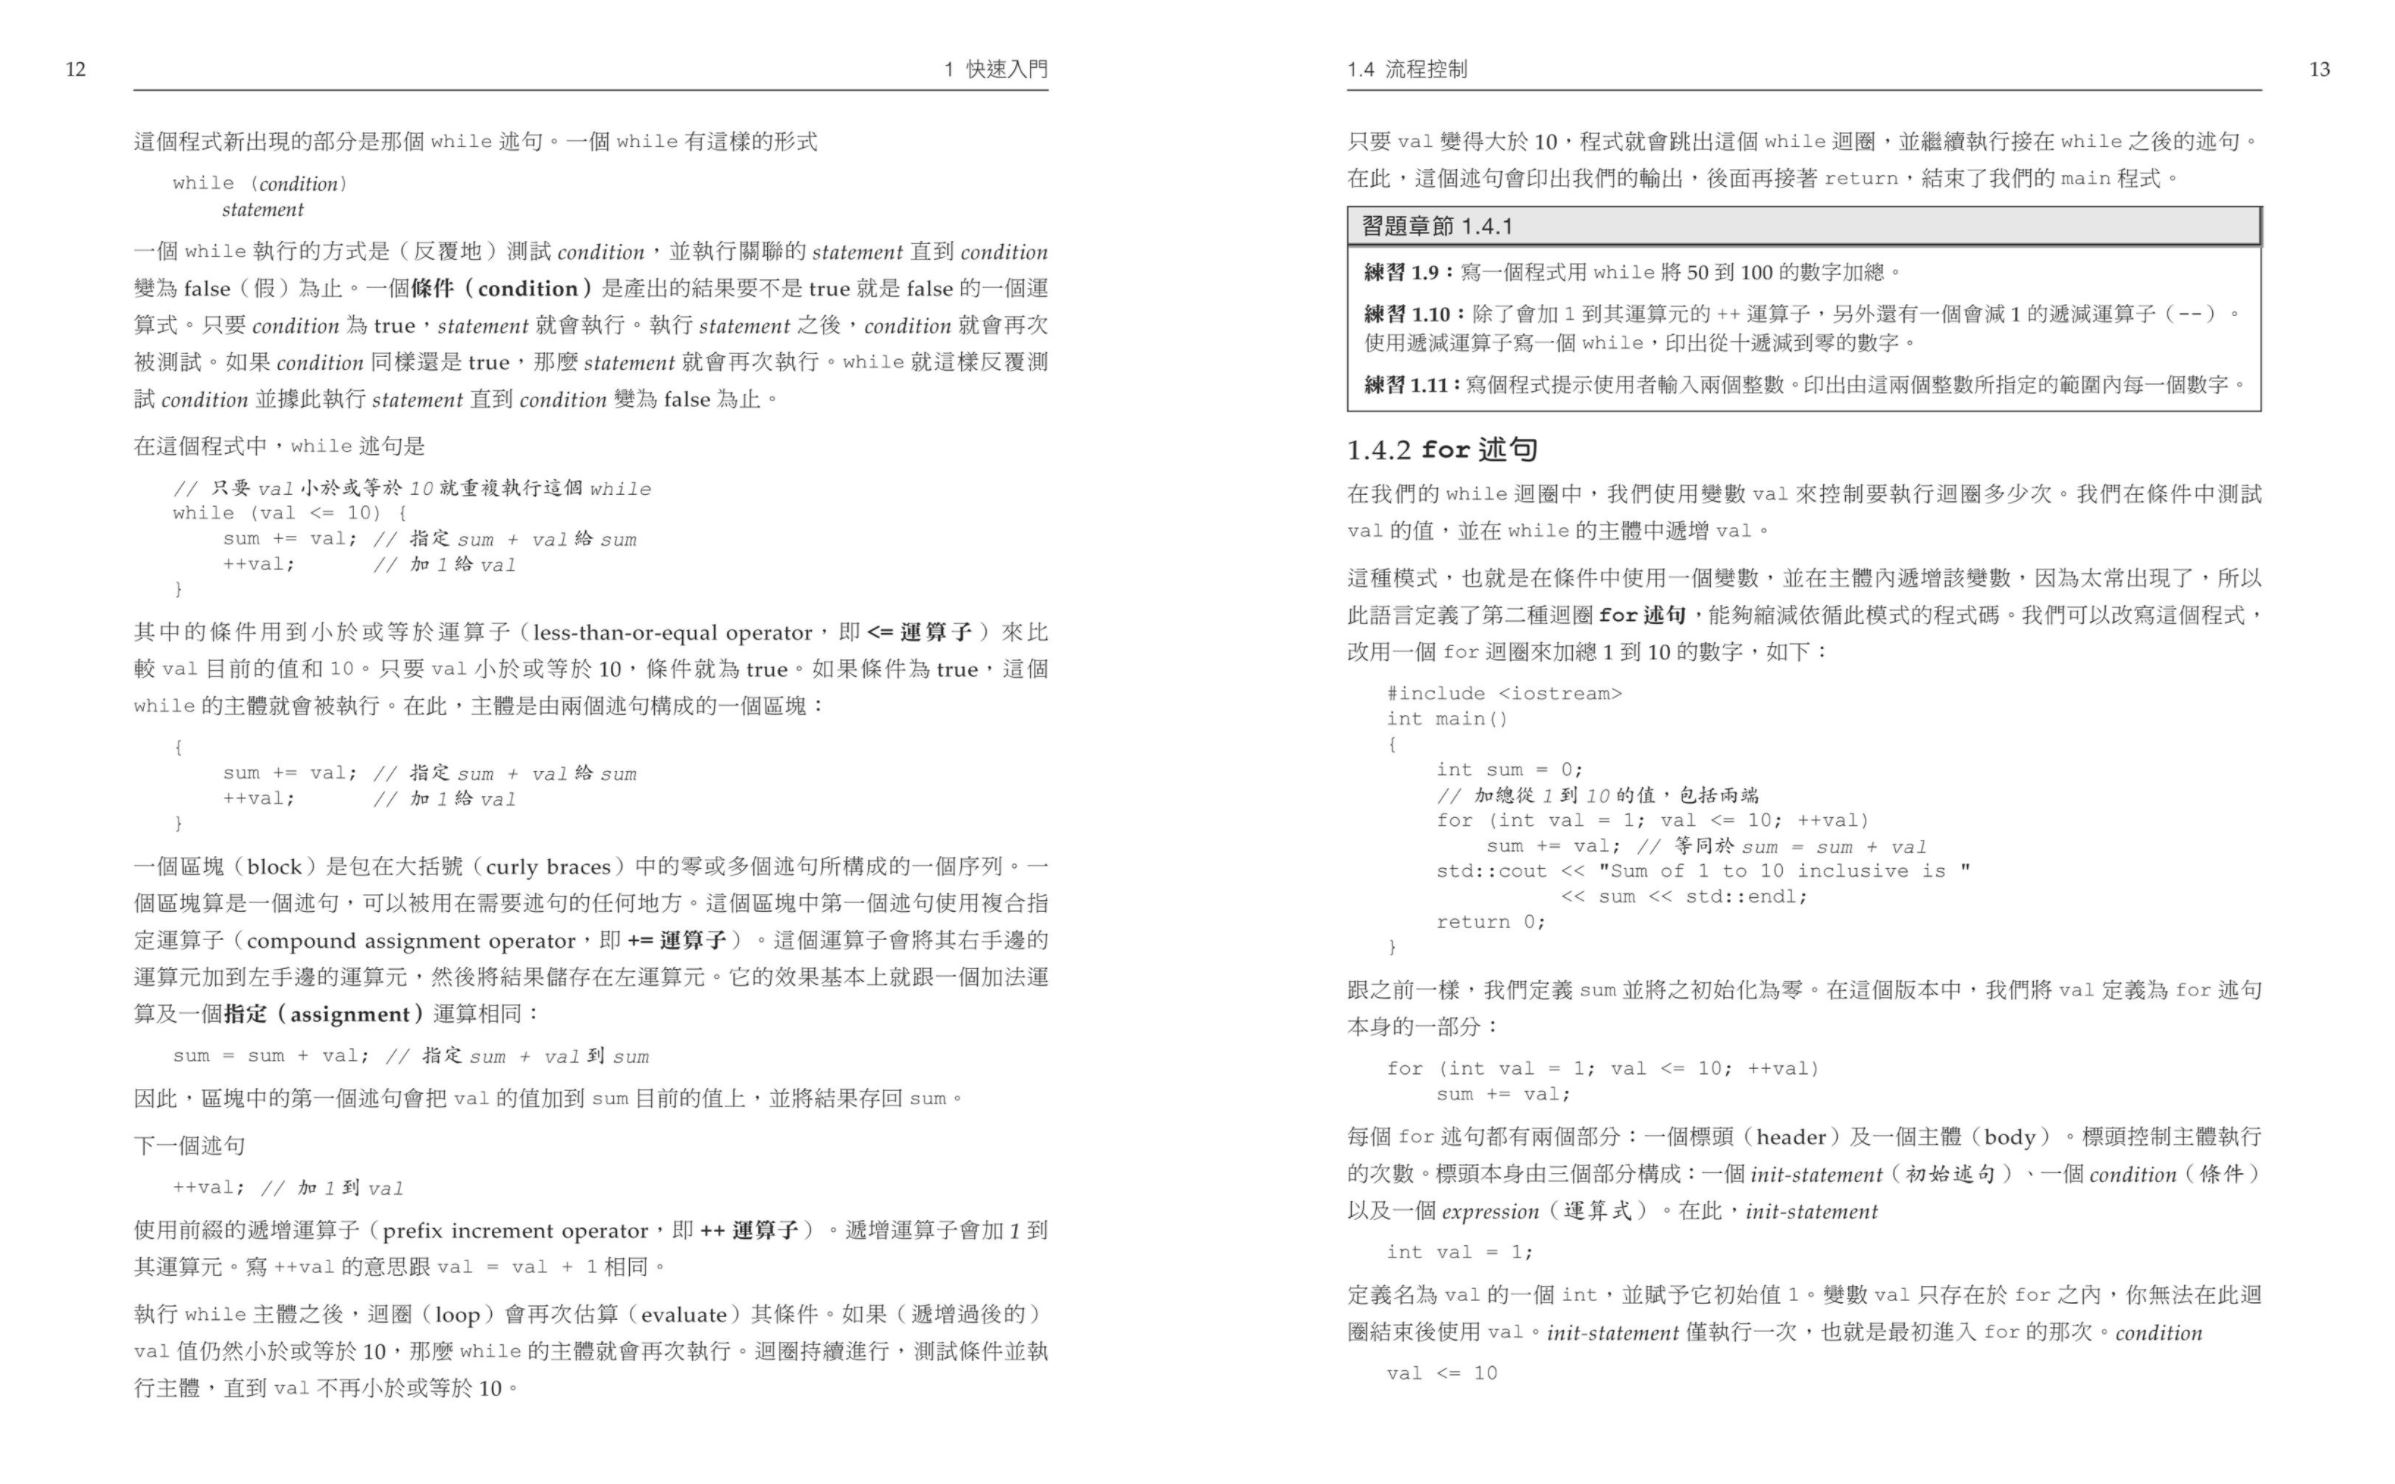 12
1 快速入門
這個程式新出現的部分是那個 while 述句。一個 while 有這樣的形式
while (condition)
statement
一個 while 執行的方式是（反覆地）測試 condition，並執行關聯的 statement 直到 condition
變為 false（假）為止。一個條件（condition）是產出的結果要不是 true 就是 false 的一個運
算式。只要 condition 為 true，statement 就會執行。執行 statement 之後，condition 就會再次
被測試。如果 condition 同樣還是 true，那麼 statement 就會再次執行。while 就這樣反覆測
試 condition 並據此執行 statement 直到 condition 變為 false 為止。
在這個程式中，while 述句是
// 只要 val 小於或等於 10 就重複執行這個 while
while (val <= 10) {
sum += val; // 指定 sum + val 給 sum
++val; // 加 1 給 val
}
其中的條件用到小於或等於運算子（less-than-or-equal operator，即 <= 運算子）來比
較 val 目前的值和 10。只要 val 小於或等於 10，條件就為 true。如果條件為 true，這個
while 的主體就會被執行。在此，主體是由兩個述句構成的一個區塊：
{
sum += val; // 指定 sum + val 給 sum
++val; // 加 1 給 val
}
一個區塊（block）是包在大括號（curly braces）中的零或多個述句所構成的一個序列。一
個區塊算是一個述句，可以被用在需要述句的任何地方。這個區塊中第一個述句使用複合指
定運算子（compound assignment operator，即 += 運算子）。這個運算子會將其右手邊的
運算元加到左手邊的運算元，然後將結果儲存在左運算元。它的效果基本上就跟一個加法運
算及一個指定（assignment）運算相同：
sum = sum + val; // 指定 sum + val 到 sum
因此，區塊中的第一個述句會把 val 的值加到 sum 目前的值上，並將結果存回 sum。
下一個述句
++val; // 加 1 到 val
使用前綴的遞增運算子（prefix increment operator，即 ++ 運算子）。遞增運算子會加 1 到
其運算元。寫 ++val 的意思跟 val = val + 1 相同。
執行 while 主體之後，迴圈（loop）會再次估算（evaluate）其條件。如果（遞增過後的）
val 值仍然小於或等於 10，那麼 while 的主體就會再次執行。迴圈持續進行，測試條件並執
行主體，直到 val 不再小於或等於 10。
1.4 流程控制
13
只要 val 變得大於 10，程式就會跳出這個 while 迴圈，並繼續執行接在 while 之後的述句。
在此，這個述句會印出我們的輸出，後面再接著 return，結束了我們的 main 程式。
習題章節 1.4.1
練習 1.9：寫一個程式用 while 將 50 到 100 的數字加總。
練習 1.10：除了會加 1 到其運算元的 ++ 運算子，另外還有一個會減 1 的遞減運算子（--）。
使用遞減運算子寫一個 while，印出從十遞減到零的數字。
練習 1.11：寫個程式提示使用者輸入兩個整數。印出由這兩個整數所指定的範圍內每一個數字。
1.4.2 for 述句
在我們的 while 迴圈中，我們使用變數 val 來控制要執行迴圈多少次。我們在條件中測試
val 的值，並在 while 的主體中遞增 val。
這種模式，也就是在條件中使用一個變數，並在主體內遞增該變數，因為太常出現了，所以
此語言定義了第二種迴圈 for 述句，能夠縮減依循此模式的程式碼。我們可以改寫這個程式，
改用一個 for 迴圈來加總 1 到 10 的數字，如下：
#include <iostream>
int main()
{
int sum = 0;
// 加總從 1 到 10 的值，包括兩端
for (int val = 1; val <= 10; ++val)
sum += val; // 等同於 sum = sum + val
std::cout << "Sum of 1 to 10 inclusive is "
<< sum << std::endl;
return 0;
}
跟之前一樣，我們定義 sum 並將之初始化為零。在這個版本中，我們將 val 定義為 for 述句
本身的一部分：
for (int val = 1; val <= 10; ++val)
sum += val;
每個 for 述句都有兩個部分：一個標頭（header）及一個主體（body）。標頭控制主體執行
的次數。標頭本身由三個部分構成：一個 init-statement（初始述句）、一個 condition（條件）
以及一個 expression（運算式）。在此，init-statement
int val = 1;
定義名為 val 的一個 int，並賦予它初始值 1。變數 val 只存在於 for 之內，你無法在此迴
圈結束後使用 val。init-statement 僅執行一次，也就是最初進入 for 的那次。condition
val <= 10